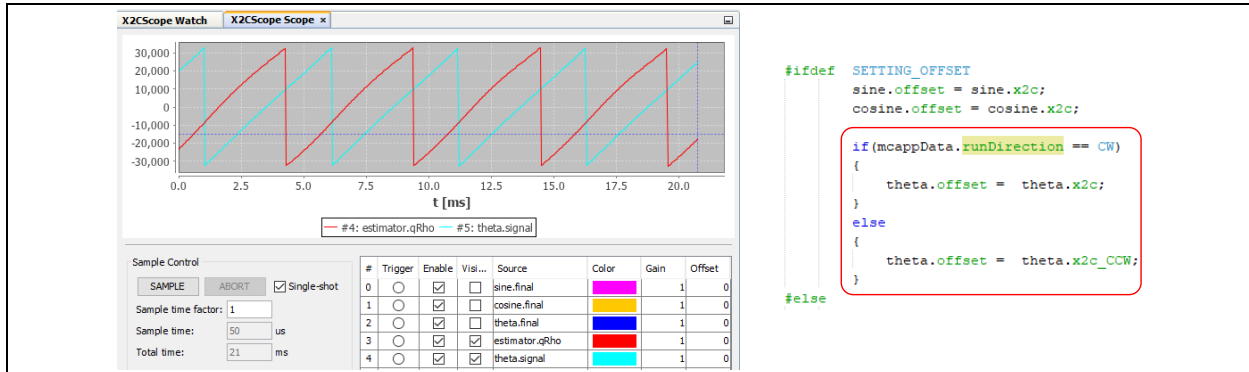 X2CScope Watch X2CScope Scope ×
30,000
20,000
10,000
0
-10,000
-20,000
-30,000
0.0 2.5 5.0 7.5 10.0 12.5 15.0 17.5 20.0
t [ms]
#4: estimator.qRho #5: theta.signal
Sample Control
SAMPLE ABORT Single-shot
Sample time factor: 1
Sample time: 50 us
Total time: 21 ms
# Trigger Enable Visi... Source Color Gain Offset
0 sine.final 1 0
1 cosine.final 1 0
2 theta.final 1 0
3 estimator.qRho 1 0
4 theta.signal 1 0
#ifdef SETTING_OFFSET
sine.offset = sine.x2c;
cosine.offset = cosine.x2c;
if(mcappData.runDirection == CW)
{
theta.offset = theta.x2c;
}
else
{
theta.offset = theta.x2c_CCW;
}
#else